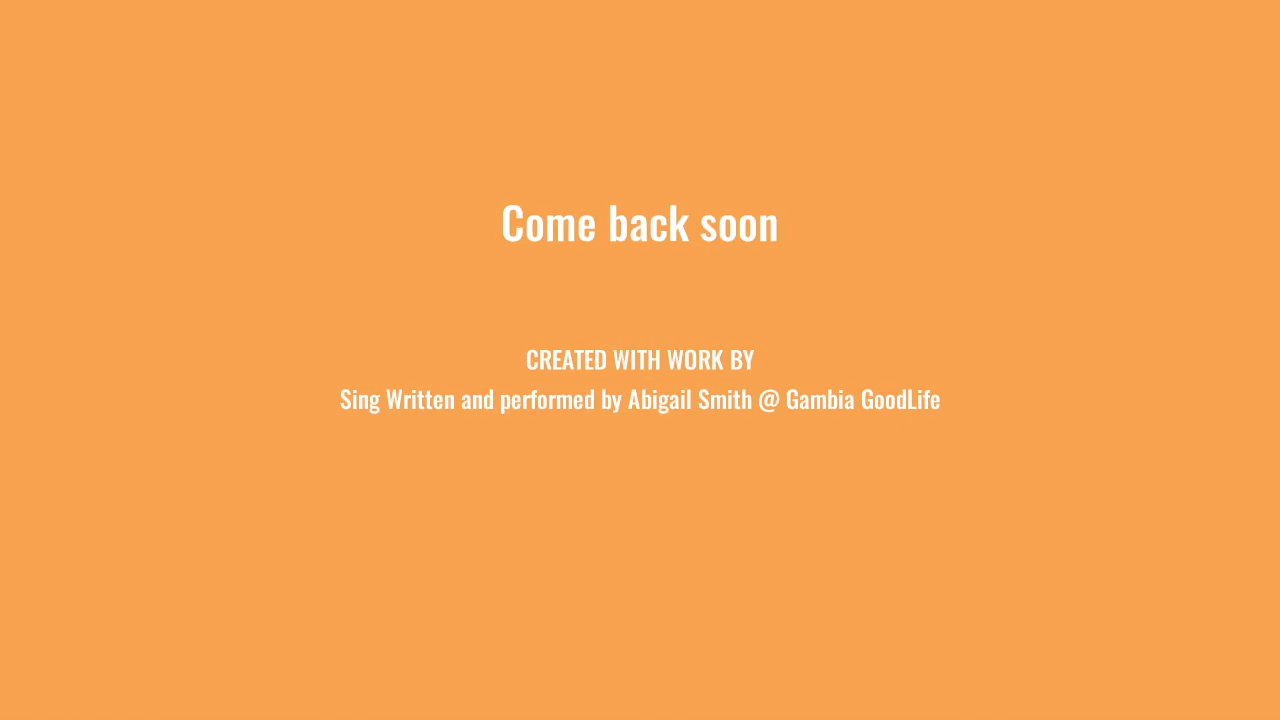 Come back soon
CREATED WITH WORK BY
Sing Written and performed by Abigail Smith @ Gambia GoodLife